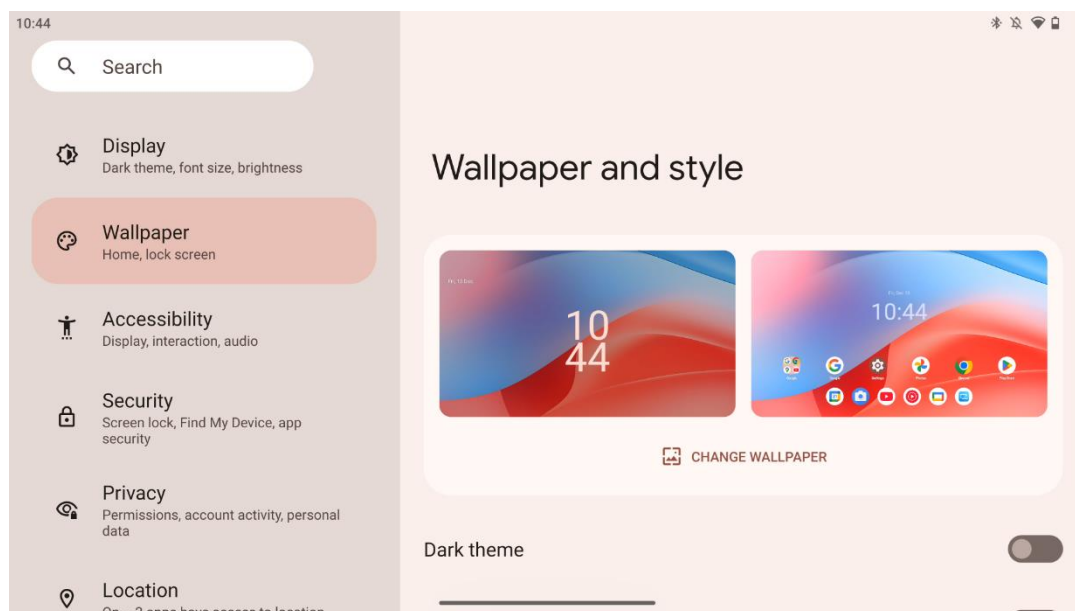 10:44
Search
Display
Dark theme, font size, brightness
Wallpaper
Home, lock screen
Accessibility
Display, interaction, audio
Security
Screen lock, Find My Device, app
security
Privacy
Permissions, account activity, personal
data
Location
Wallpaper and style
10
44
10:44
CHANGE WALLPAPER
Dark theme